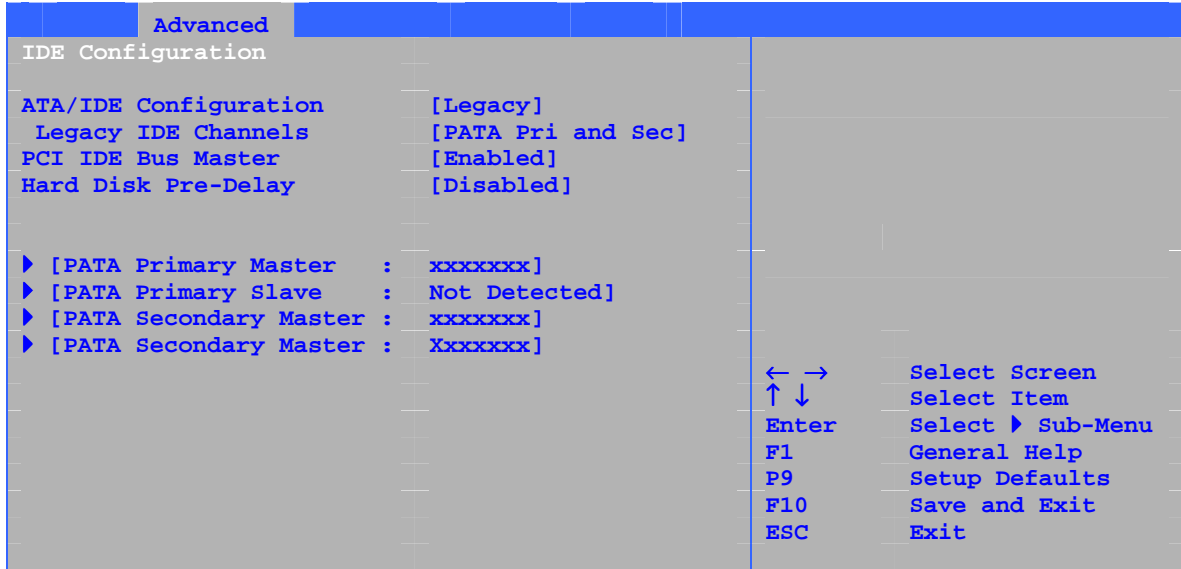 Advanced
IDE Configuration
ATA/IDE Configuration [Legacy]
Legacy IDE Channels [PATA Pri and Sec]
PCI IDE Bus Master [Enabled]
Hard Disk Pre-Delay [Disabled]
[PATA Primary Master : xxxxxxx]
[PATA Primary Slave : Not Detected]
[PATA Secondary Master : xxxxxxx]
[PATA Secondary Master : Xxxxxxx]
← → Select Screen
↑ ↓ Select Item
Enter Select Sub-Menu
F1 General Help
P9 Setup Defaults
F10 Save and Exit
ESC Exit